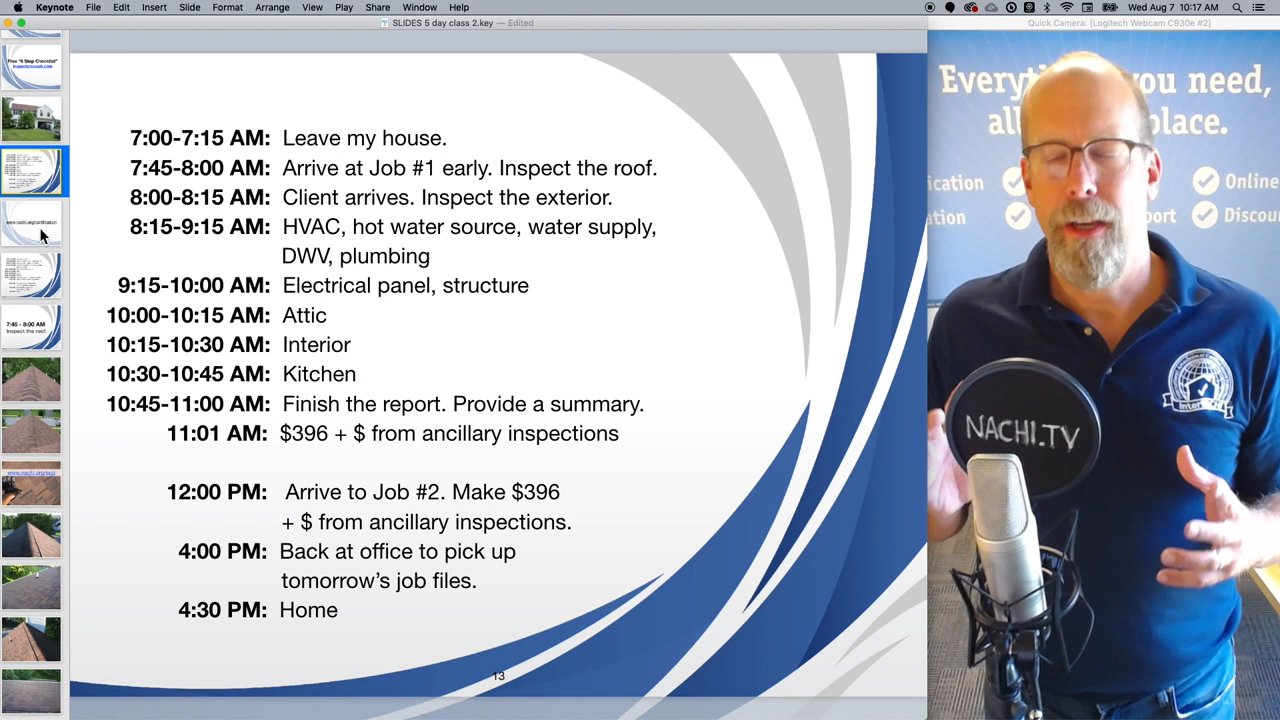 Keynote File Edit Insert Slide Format Arrange View Play Share Window Help
Wed Aug 7 10:17 AM
SLIDES 5 day class 2.key — Edited
Quick Camera: [Logitech Webcam C930e #2]
Free "5 Step Checklist"
7:45 - 8:00 AM
Inspect the roof.
7:00-7:15 AM: Leave my house.
7:45-8:00 AM: Arrive at Job #1 early. Inspect the roof.
8:00-8:15 AM: Client arrives. Inspect the exterior.
8:15-9:15 AM: HVAC, hot water source, water supply,
DWV, plumbing
9:15-10:00 AM: Electrical panel, structure
10:00-10:15 AM: Attic
10:15-10:30 AM: Interior
10:30-10:45 AM: Kitchen
10:45-11:00 AM: Finish the report. Provide a summary.
11:01 AM: $396 + $ from ancillary inspections
12:00 PM: Arrive to Job #2. Make $396
+ $ from ancillary inspections.
4:00 PM: Back at office to pick up
tomorrow's job files.
4:30 PM: Home
13
you need,
place.
Online
NACHI.TV